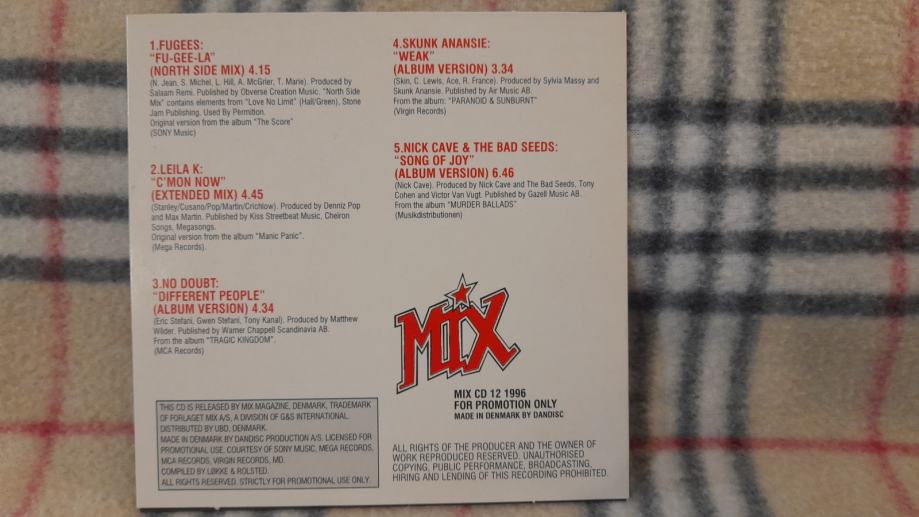 1.FUGEES:
"FU-GEE-LA"
(NORTH SIDE MIX) 4.15
(N. Jean, S. Michel, L. Hill, A. McGrier, T. Marie). Produced by
Salaam Remi. Published by Obverse Creation Music. "North Side
Mix" contains elements from "Love No Limit" (Hall/Green), Stone
Jam Publishing. Used By Permition.
Original version from the album "The Score"
(SONY Music)
2.LEILA K:
"C'MON NOW"
(EXTENDED MIX) 4.45
(Stanley/Cusano/Pop/Martin/Crichlow). Produced by Denniz Pop
and Max Martin. Published by Kiss Streetbeat Music, Cheiron
Songs, Megasongs.
Original version from the album "Manic Panic".
(Mega Records).
3.NO DOUBT:
"DIFFERENT PEOPLE"
(ALBUM VERSION) 4.34
(Eric Stefani, Gwen Stefani, Tony Kanal). Produced by Matthew
Wilder. Published by Warner Chappell Scandinavia AB.
From the album "TRAGIC KINGDOM".
(MCA Records)
THIS CD IS RELEASED BY MIX MAGAZINE, DENMARK, TRADEMARK
OF FORLAGET MIX A/S, A DIVISION OF G&S INTERNATIONAL.
DISTRIBUTED BY UBD, DENMARK.
MADE IN DENMARK BY DANDISC PRODUCTION A/S. LICENSED FOR
PROMOTIONAL USE. COURTESY OF SONY MUSIC, MEGA RECORDS,
MCA RECORDS, VIRGIN RECORDS, MD.
COMPILED BY LØKKE & ROLSTED.
ALL RIGHTS RESERVED. STRICTLY FOR PROMOTIONAL USE ONLY.
4.SKUNK ANANSIE:
"WEAK"
(ALBUM VERSION) 3.34
(Skin, C. Lewis, Ace, R. France). Produced by Sylvia Massy and
Skunk Anansie. Published by Air Music AB.
From the album: "PARANOID & SUNBURNT"
(Virgin Records)
5.NICK CAVE & THE BAD SEEDS:
"SONG OF JOY"
(ALBUM VERSION) 6.46
(Nick Cave). Produced by Nick Cave and The Bad Seeds, Tony
Cohen and Victor Van Vugt. Published by Gazell Music AB.
From the album "MURDER BALLADS"
(Musikdistributionen)
MIX
MIX CD 12 1996
FOR PROMOTION ONLY
MADE IN DENMARK BY DANDISC
ALL RIGHTS OF THE PRODUCER AND THE OWNER OF
WORK REPRODUCED RESERVED. UNAUTHORISED
COPYING, PUBLIC PERFORMANCE, BROADCASTING,
HIRING AND LENDING OF THIS RECORDING PROHIBITED.